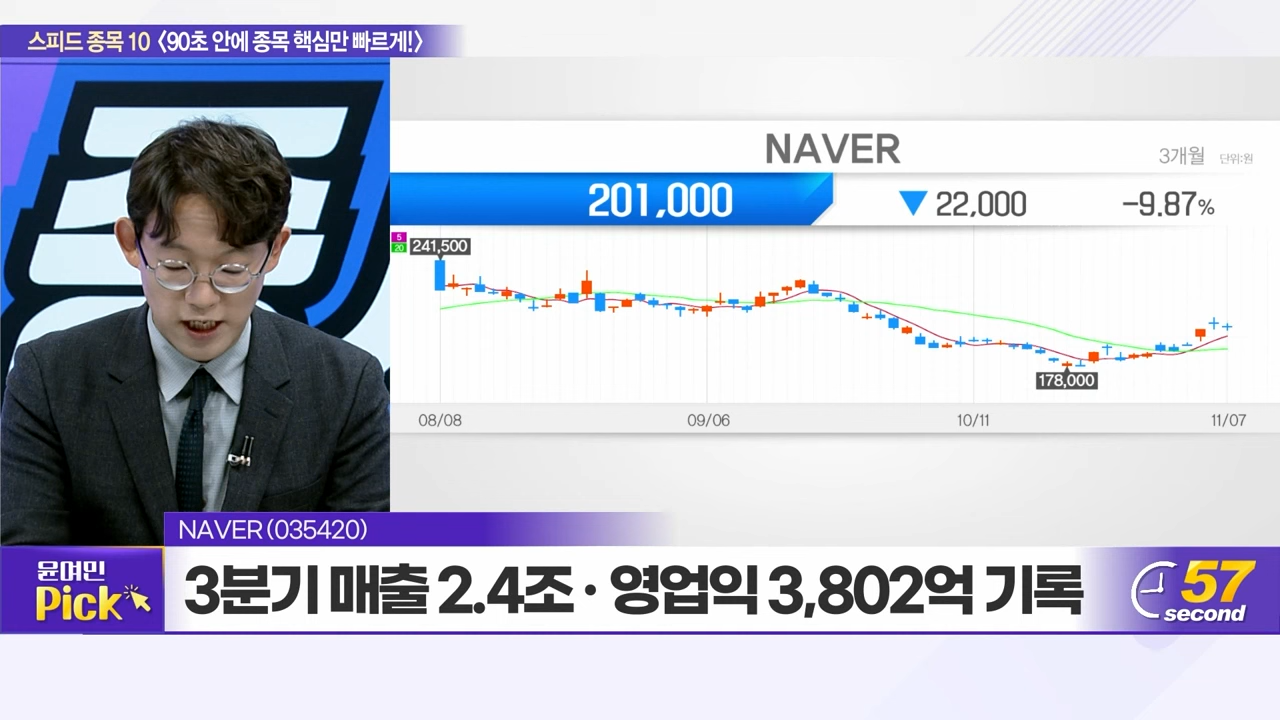 스피드 종목 10 〈90초 안에 종목 핵심만 빠르게!〉
NAVER
3개월 단위:원
201,000 ▼ 22,000 -9.87%
5
20
241,500
178,000
08/08 09/06 10/11 11/07
NAVER(035420)
윤여민
Pick
3분기 매출 2.4조·영업익 3,802억 기록
57
second